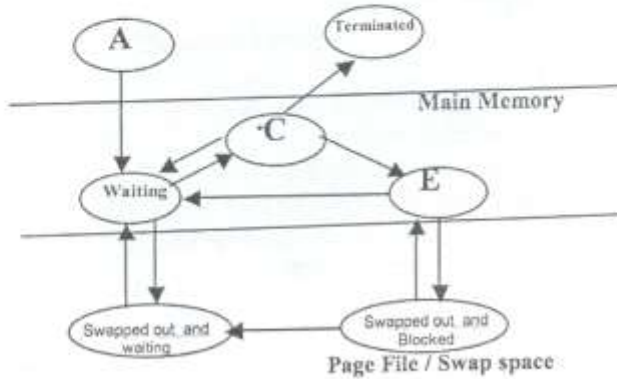 A
Terminated
Main Memory
C
Waiting
E
Swapped out, and
waiting
Swapped out, and
Blocked
Page File / Swap space